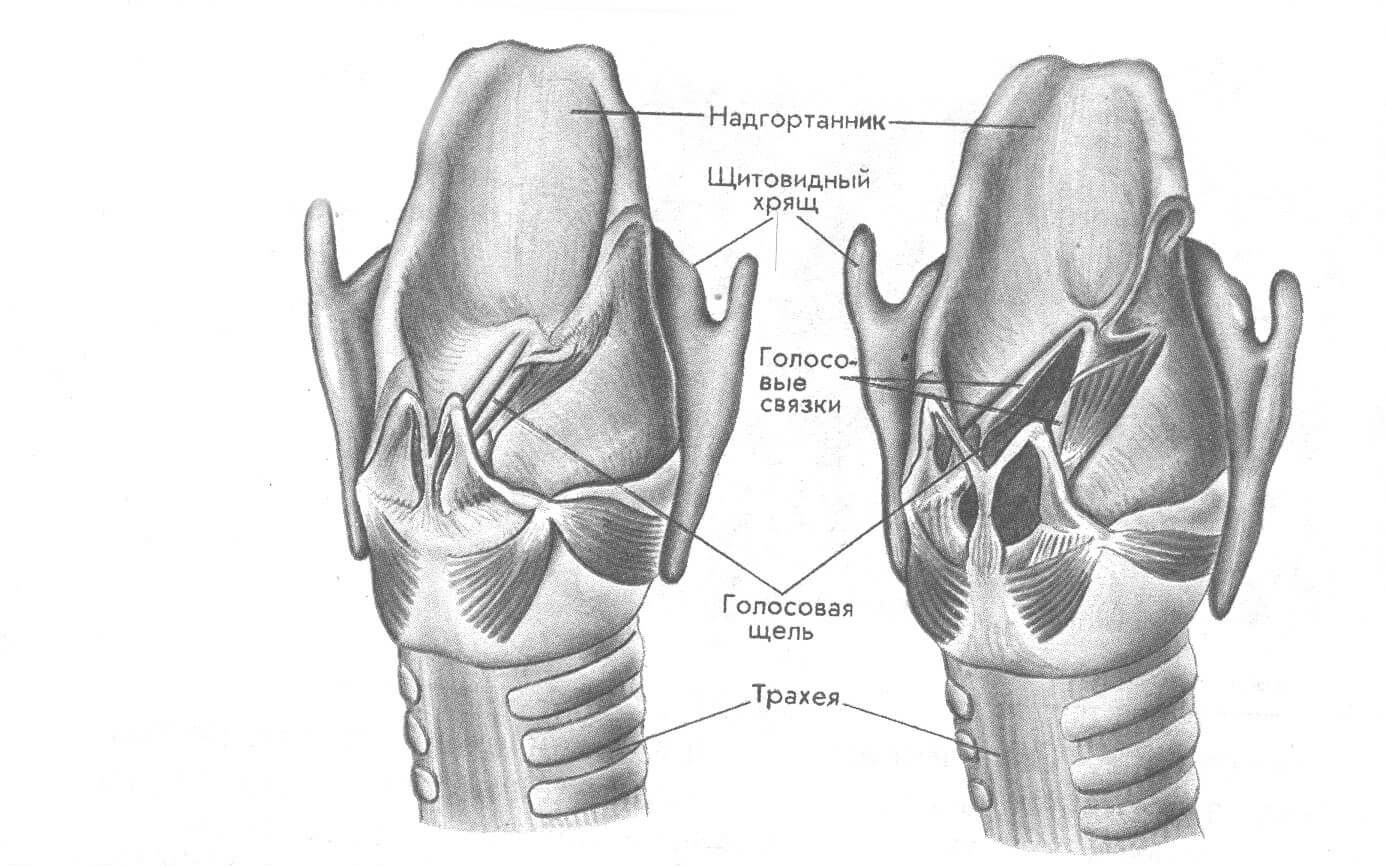 Надгортанник
Щитовидный
хрящ
Голосо-
вые
связки
Голосовая
щель
Трахея